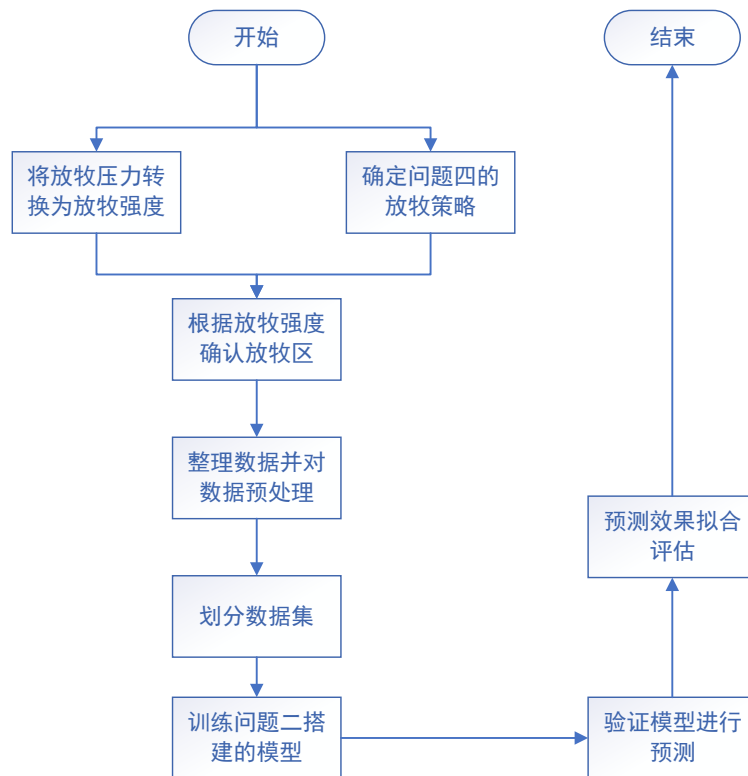 开始
结束
将放牧压力转
换为放牧强度
确定问题四的
放牧策略
根据放牧强度
确认放牧区
整理数据并对
数据预处理
预测效果拟合
评估
划分数据集
训练问题二搭
建的模型
验证模型进行
预测